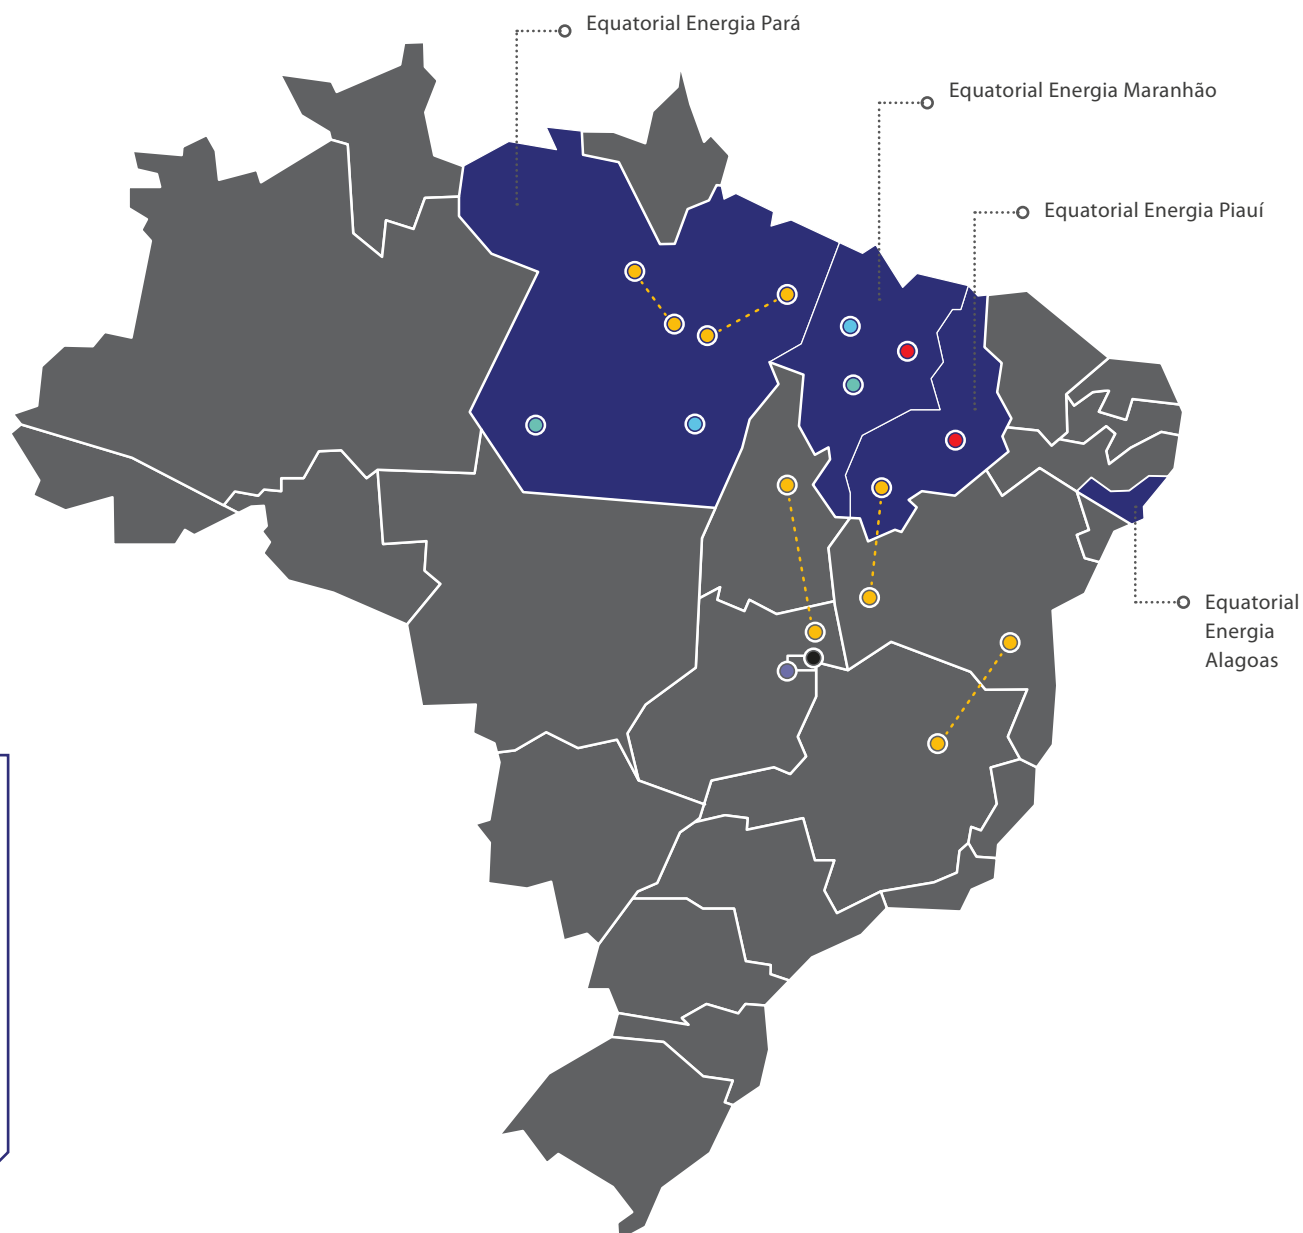 Equatorial Energia Pará
Equatorial Energia Maranhão
Equatorial Energia Piauí
Equatorial
Energia
Alagoas